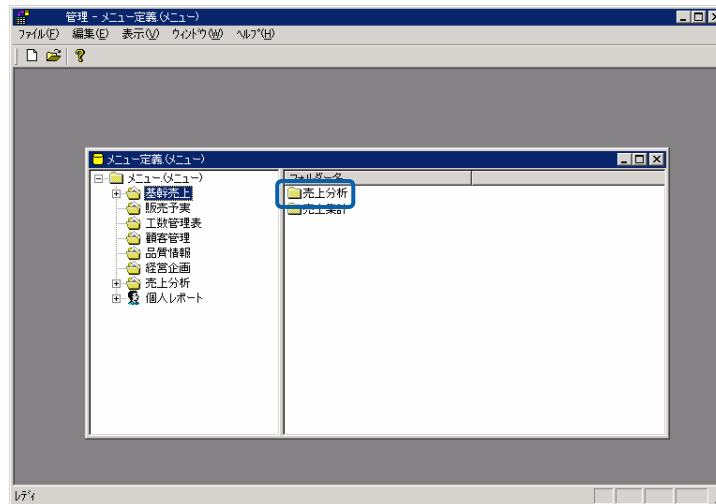 管理 - メニュー定義(メニュー)
ファイル(F) 編集(E) 表示(V) ウィンドウ(W) ヘルプ(H)
メニュー定義.(メニュー)
メニュー.(メニュー)
基幹売上
販売予実
工数管理表
顧客管理
品質情報
経営企画
売上分析
個人レポート
フォルダー名
売上分析
売上集計
レディ